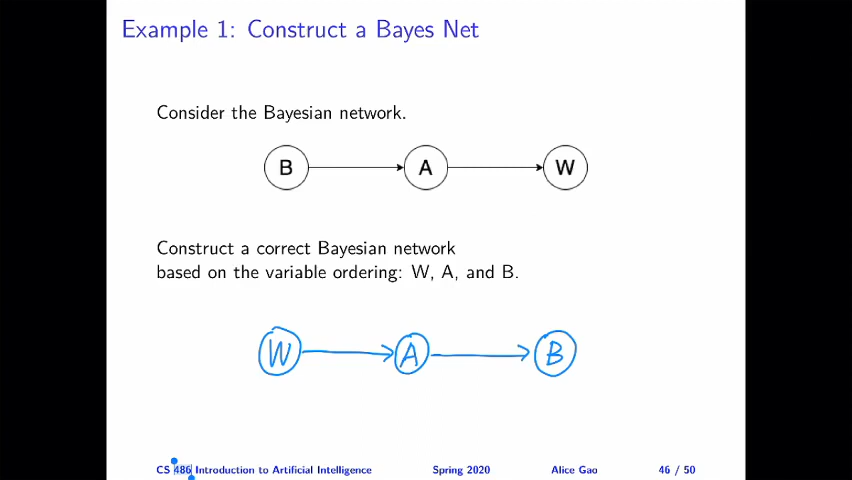 Example 1: Construct a Bayes Net
Consider the Bayesian network.
B A W
Construct a correct Bayesian network
based on the variable ordering: W, A, and B.
W A B
CS 486 Introduction to Artificial Intelligence Spring 2020 Alice Gao 46 / 50